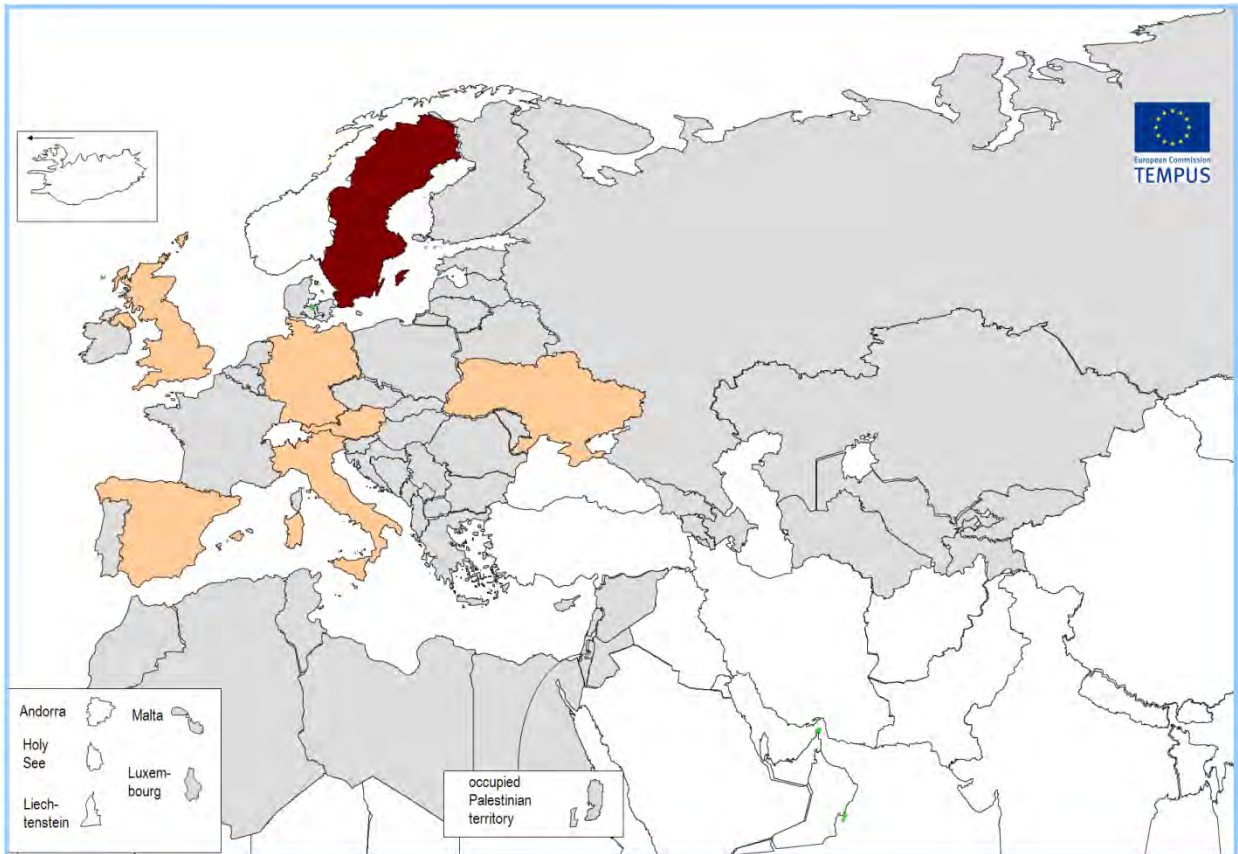 European Commission
TEMPUS
Andorra
Malta
Holy
See
Luxem-
bourg
Liech-
tenstein
occupied
Palestinian
territory